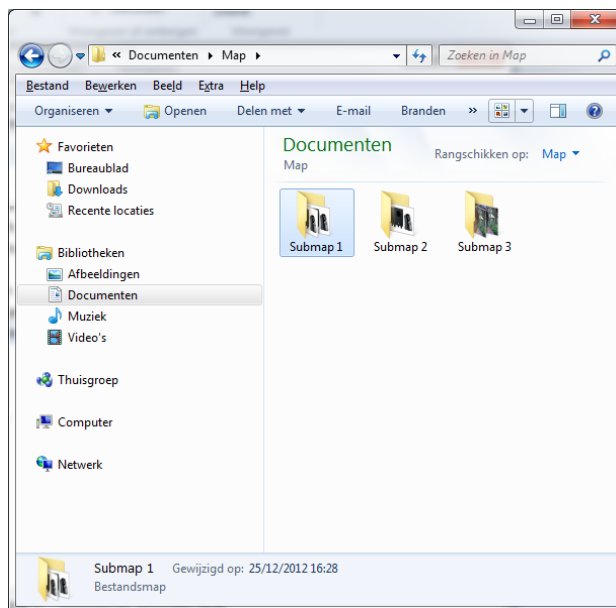 « Documenten Map
Zoeken in Map
Bestand Bewerken Beeld Extra Help
Organiseren Openen Delen met E-mail Branden »
Favorieten
Bureaublad
Downloads
Recente locaties
Bibliotheken
Afbeeldingen
Documenten
Muziek
Video's
Thuisgroep
Computer
Netwerk
Documenten
Map
Rangschikken op: Map
Submap 1 Submap 2 Submap 3
Submap 1 Gewijzigd op: 25/12/2012 16:28
Bestandsmap